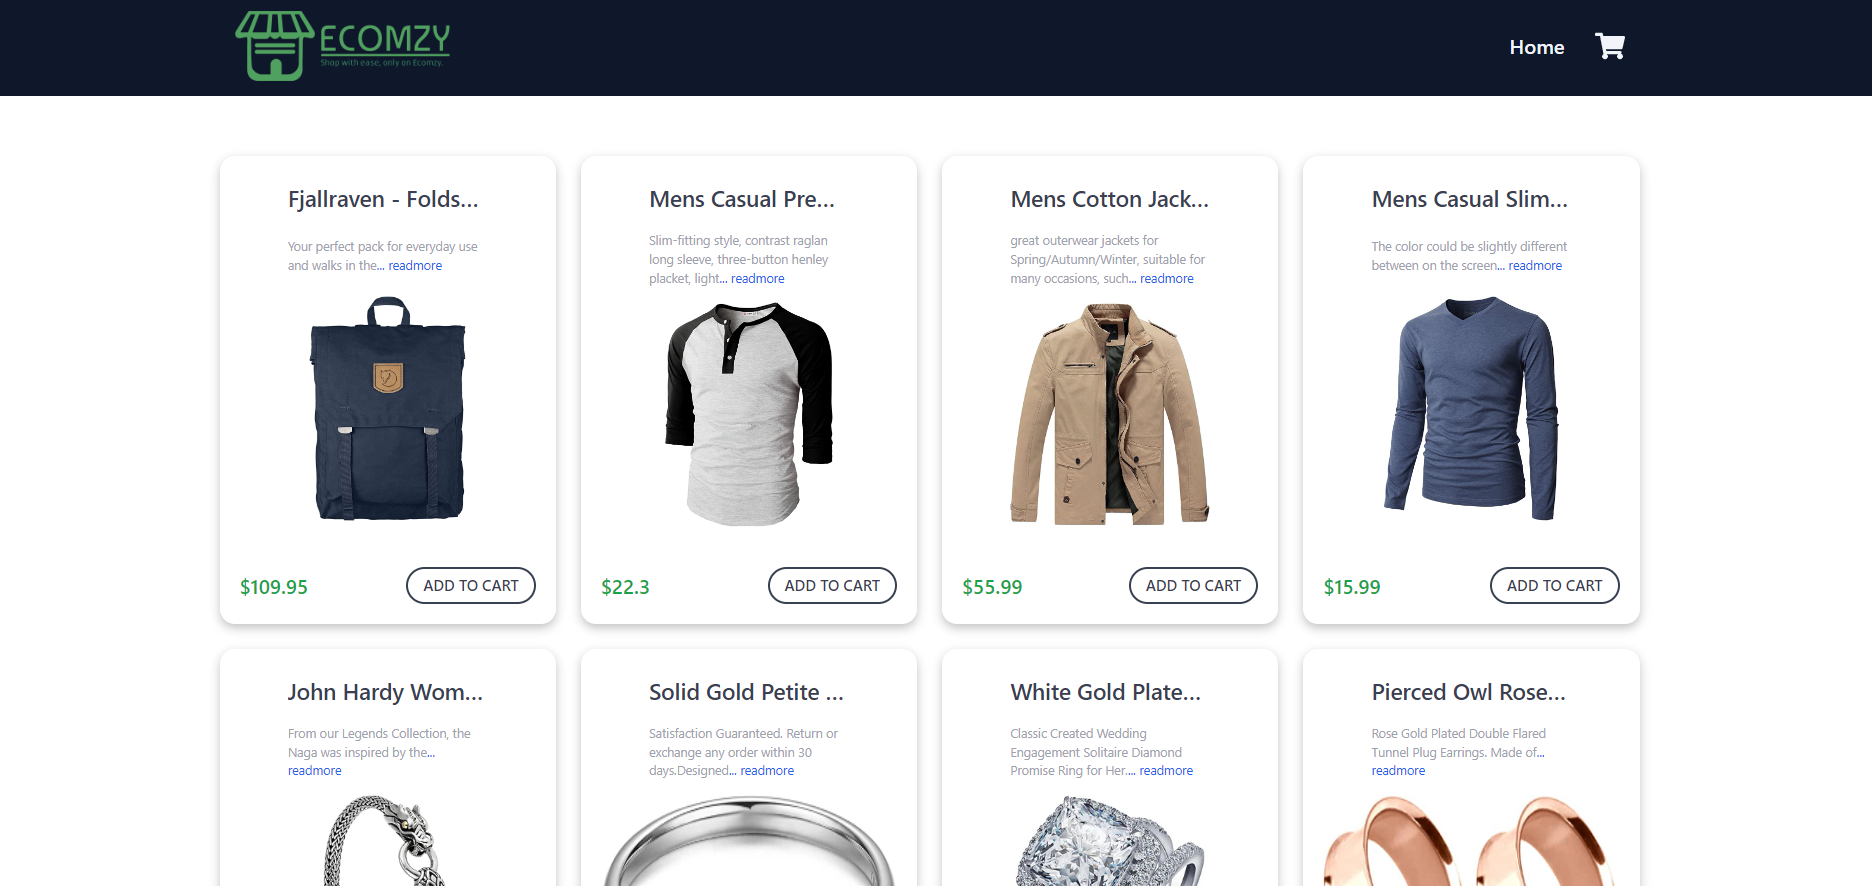 ECOMZY
Shop with ease, only on Ecomzy.
Home
Fjallraven - Folds...
Your perfect pack for everyday use
and walks in the... readmore
$109.95
ADD TO CART
Mens Casual Pre...
Slim-fitting style, contrast raglan
long sleeve, three-button henley
placket, light... readmore
$22.3
ADD TO CART
Mens Cotton Jack...
great outerwear jackets for
Spring/Autumn/Winter, suitable for
many occasions, such... readmore
$55.99
ADD TO CART
Mens Casual Slim...
The color could be slightly different
between on the screen... readmore
$15.99
ADD TO CART
John Hardy Wom...
From our Legends Collection, the
Naga was inspired by the...
readmore
Solid Gold Petite ...
Satisfaction Guaranteed. Return or
exchange any order within 30
days.Designed... readmore
White Gold Plate...
Classic Created Wedding
Engagement Solitaire Diamond
Promise Ring for Her.... readmore
Pierced Owl Rose...
Rose Gold Plated Double Flared
Tunnel Plug Earrings. Made of...
readmore